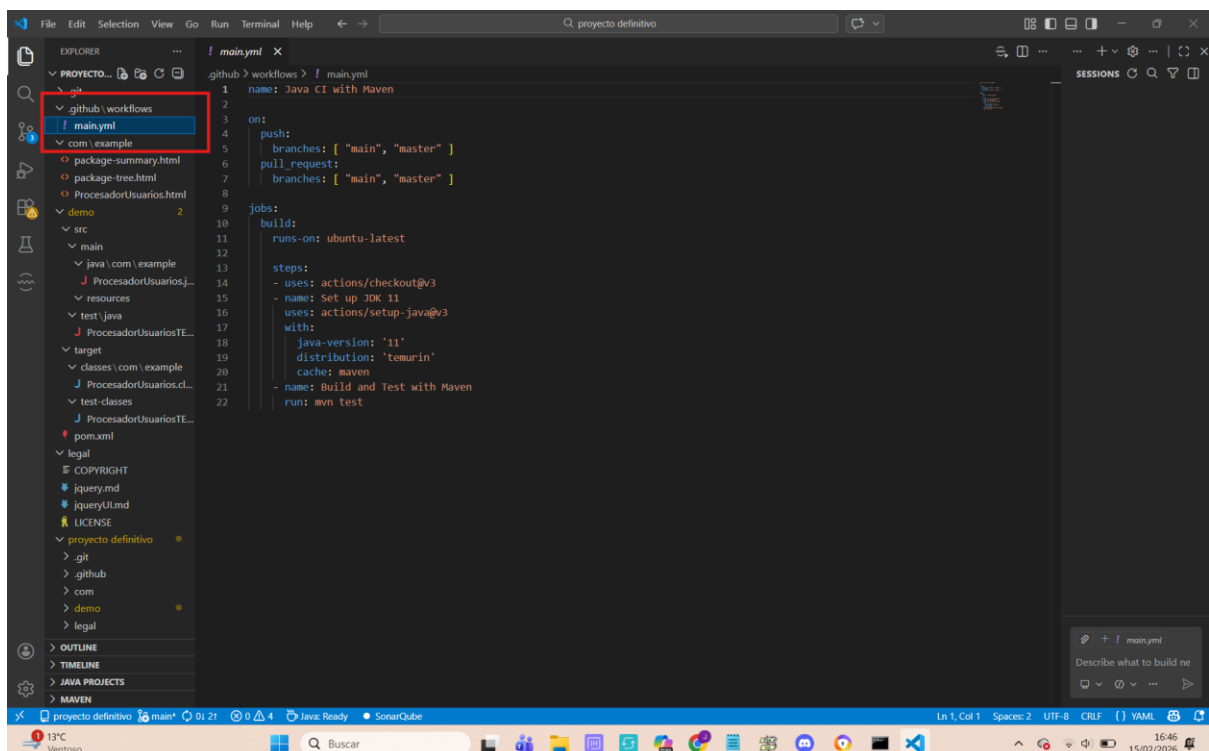 File Edit Selection View Go Run Terminal Help
proyecto definitivo
EXPLORER
PROYECTO...
.git
.github\workflows
main.yml
com\example
package-summary.html
package-tree.html
ProcesadorUsuarios.html
demo 2
src
main
java\com\example
ProcesadorUsuarios.j...
resources
test\java
ProcesadorUsuariosTE...
target
classes\com\example
ProcesadorUsuarios.cl...
test-classes
ProcesadorUsuariosTE...
pom.xml
legal
COPYRIGHT
jquery.md
jqueryUI.md
LICENSE
proyecto definitivo
.git
.github
com
demo
legal
OUTLINE
TIMELINE
JAVA PROJECTS
MAVEN
main.yml
.github > workflows > ! main.yml
1 name: Java CI with Maven
2
3 on:
4 push:
5 branches: [ "main", "master" ]
6 pull_request:
7 branches: [ "main", "master" ]
8
9 jobs:
10 build:
11 runs-on: ubuntu-latest
12
13 steps:
14 - uses: actions/checkout@v3
15 - name: Set up JDK 11
16 uses: actions/setup-java@v3
17 with:
18 java-version: '11'
19 distribution: 'temurin'
20 cache: maven
21 - name: Build and Test with Maven
22 run: mvn test
SESSIONS
main.yml
Describe what to build ne
proyecto definitivo main* 0↓ 2↑ 0 4 Java: Ready SonarQube
Ln 1, Col 1 Spaces: 2 UTF-8 CRLF {} YAML
1 13°C
Ventoso
Buscar
16:46
15/02/2026